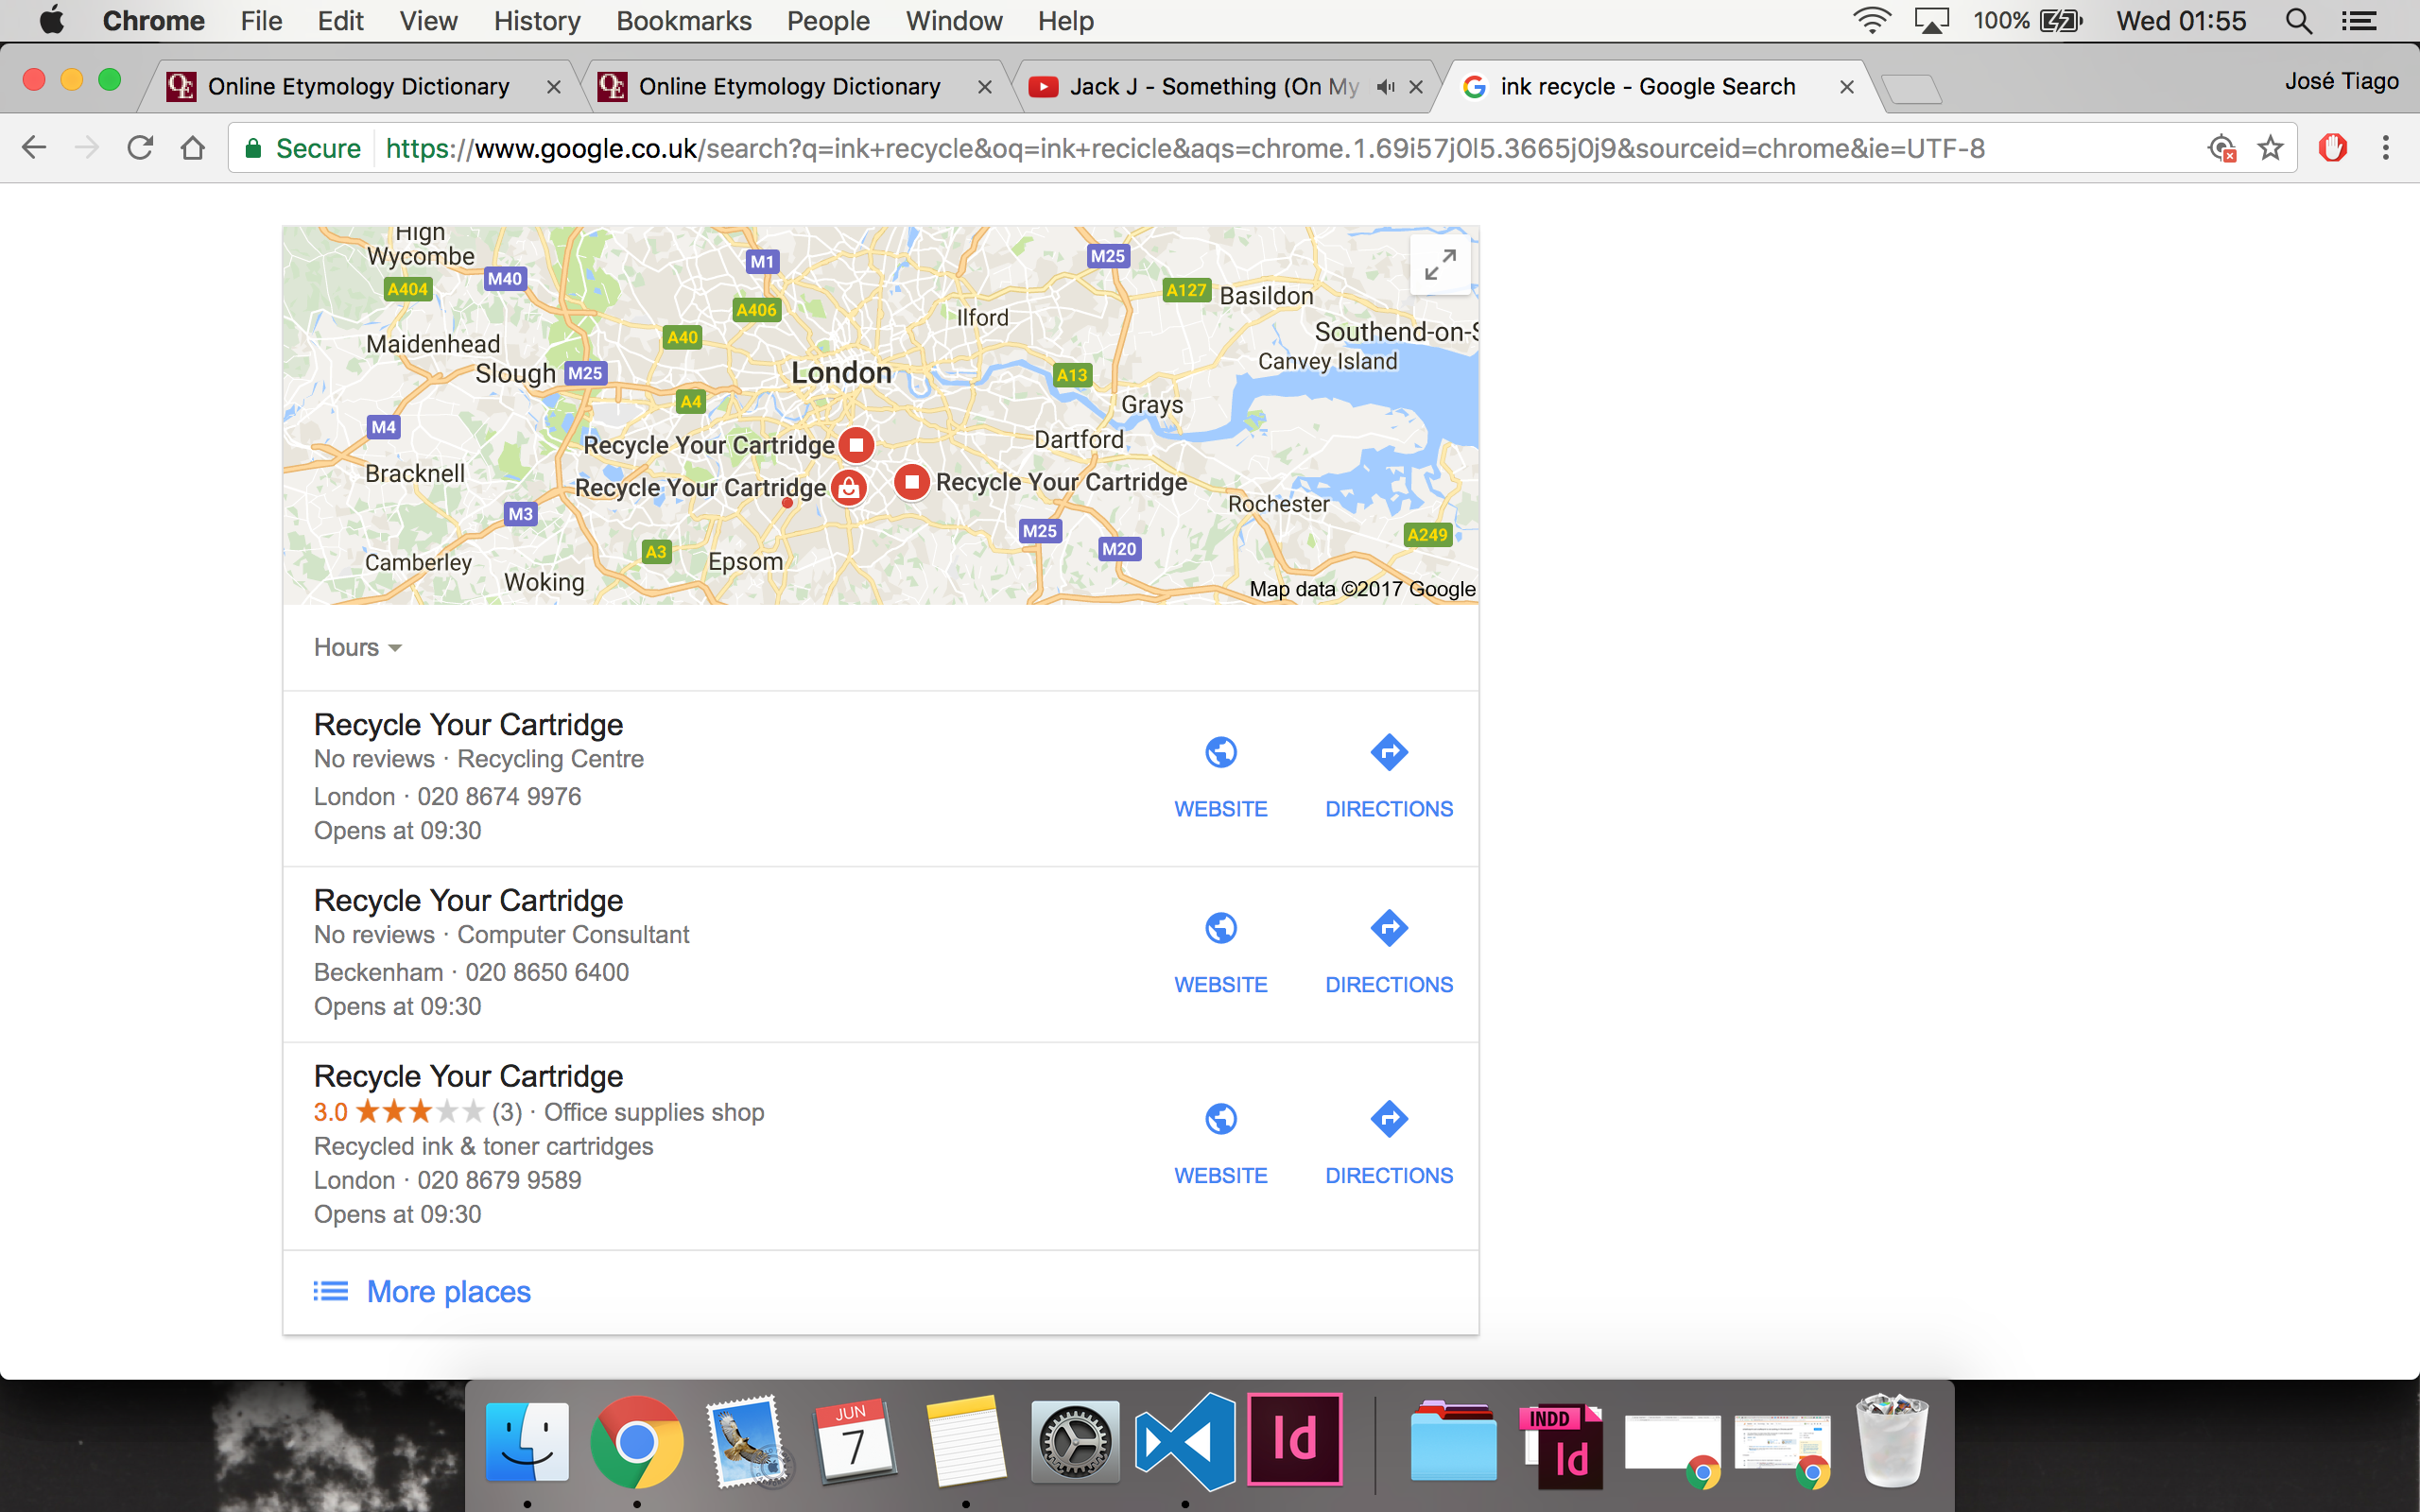 Chrome File Edit View History Bookmarks People Window Help 100% Wed 01:55
Online Etymology Dictionary Online Etymology Dictionary Jack J - Something (On My ink recycle - Google Search José Tiago
Secure https://www.google.co.uk/search?q=ink+recycle&oq=ink+recicle&aqs=chrome.1.69i57j0l5.3665j0j9&sourceid=chrome&ie=UTF-8
High
Wycombe
A404
M40
M1
M25
A127
Basildon
A406
Ilford
A40
Southend-on-S
Maidenhead
Canvey Island
Slough
M25
London
A13
A4
Grays
M4
Dartford
Recycle Your Cartridge
Bracknell
Recycle Your Cartridge
Recycle Your Cartridge
Rochester
M3
M25
A249
A3
M20
Camberley
Epsom
Woking
Map data ©2017 Google
Hours
Recycle Your Cartridge
No reviews · Recycling Centre
London · 020 8674 9976
Opens at 09:30
WEBSITE DIRECTIONS
Recycle Your Cartridge
No reviews · Computer Consultant
Beckenham · 020 8650 6400
Opens at 09:30
WEBSITE DIRECTIONS
Recycle Your Cartridge
3.0 ★★★★★ (3) · Office supplies shop
Recycled ink & toner cartridges
London · 020 8679 9589
Opens at 09:30
WEBSITE DIRECTIONS
More places
JUN
7
Id
INDD
Id